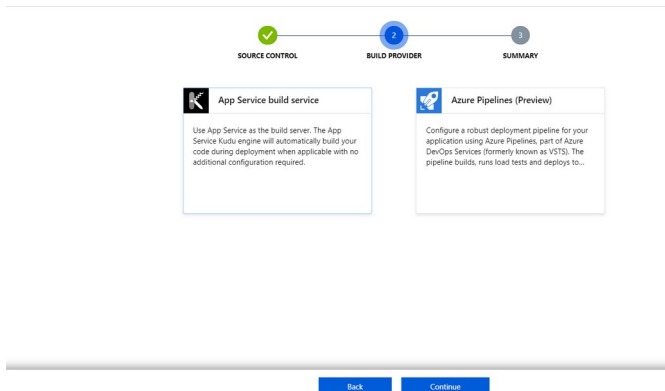 2
3
SOURCE CONTROL
BUILD PROVIDER
SUMMARY
App Service build service
Use App Service as the build server. The App
Service Kudu engine will automatically build your
code during deployment when applicable with no
additional configuration required.
Azure Pipelines (Preview)
Configure a robust deployment pipeline for your
application using Azure Pipelines, part of Azure
DevOps Services (formerly known as VSTS). The
pipeline builds, runs load tests and deploys to...
Back
Continue